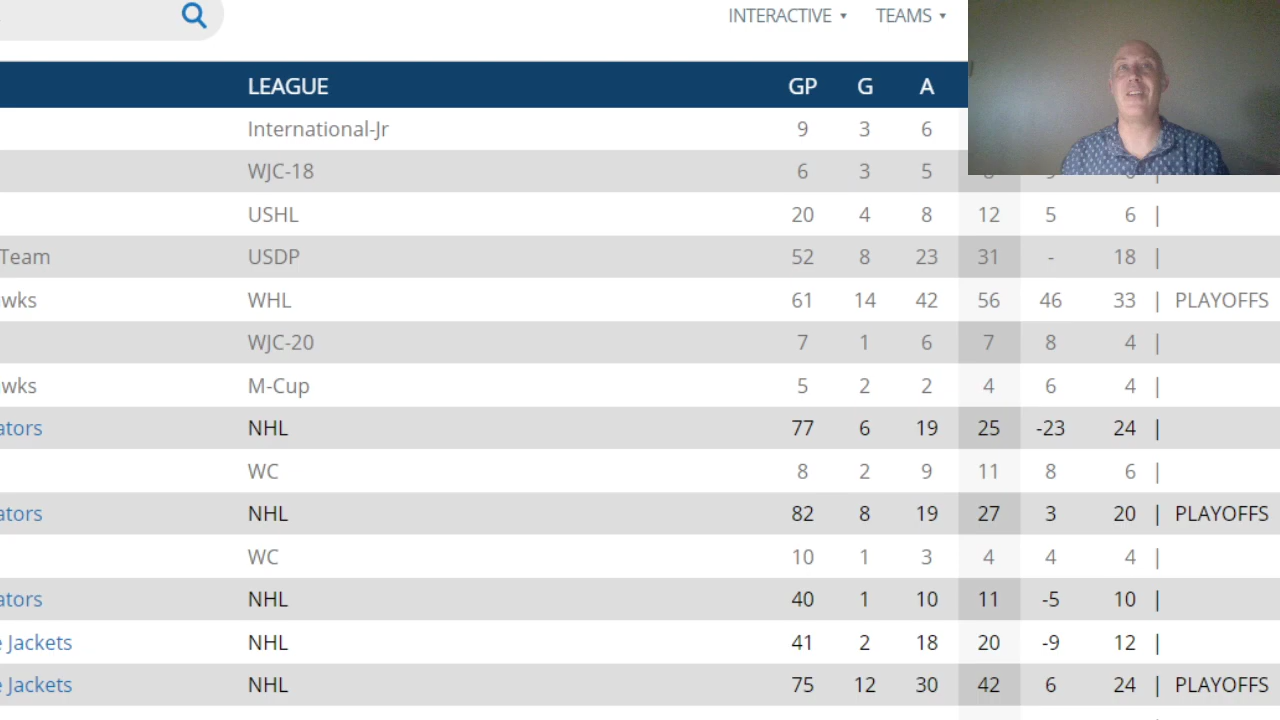 INTERACTIVE ▾ TEAMS ▾
LEAGUE GP G A
International-Jr 9 3 6
WJC-18 6 3 5
USHL 20 4 8 12 5 6 |
Team USDP 52 8 23 31 - 18 |
wks WHL 61 14 42 56 46 33 | PLAYOFFS
WJC-20 7 1 6 7 8 4 |
wks M-Cup 5 2 2 4 6 4 |
ators NHL 77 6 19 25 -23 24 |
WC 8 2 9 11 8 6 |
ators NHL 82 8 19 27 3 20 | PLAYOFFS
WC 10 1 3 4 4 4 |
ators NHL 40 1 10 11 -5 10 |
e Jackets NHL 41 2 18 20 -9 12 |
e Jackets NHL 75 12 30 42 6 24 | PLAYOFFS